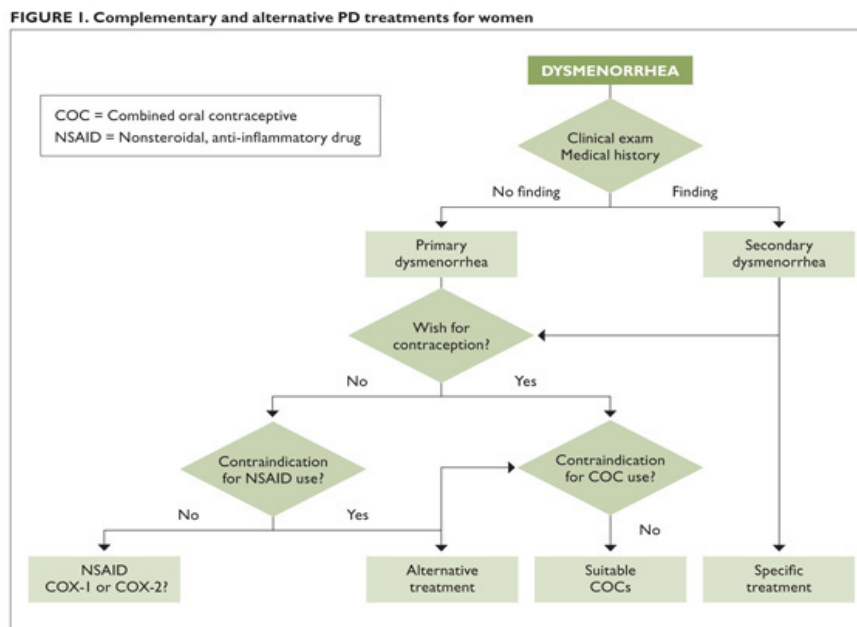 FIGURE 1. Complementary and alternative PD treatments for women
DYSMENORRHEA
COC = Combined oral contraceptive
NSAID = Nonsteroidal, anti-inflammatory drug
Clinical exam
Medical history
No finding
Finding
Primary
dysmenorrhea
Secondary
dysmenorrhea
Wish for
contraception?
No
Yes
Contraindication
for NSAID use?
Contraindication
for COC use?
No
Yes
No
NSAID
COX-1 or COX-2?
Alternative
treatment
Suitable
COCs
Specific
treatment